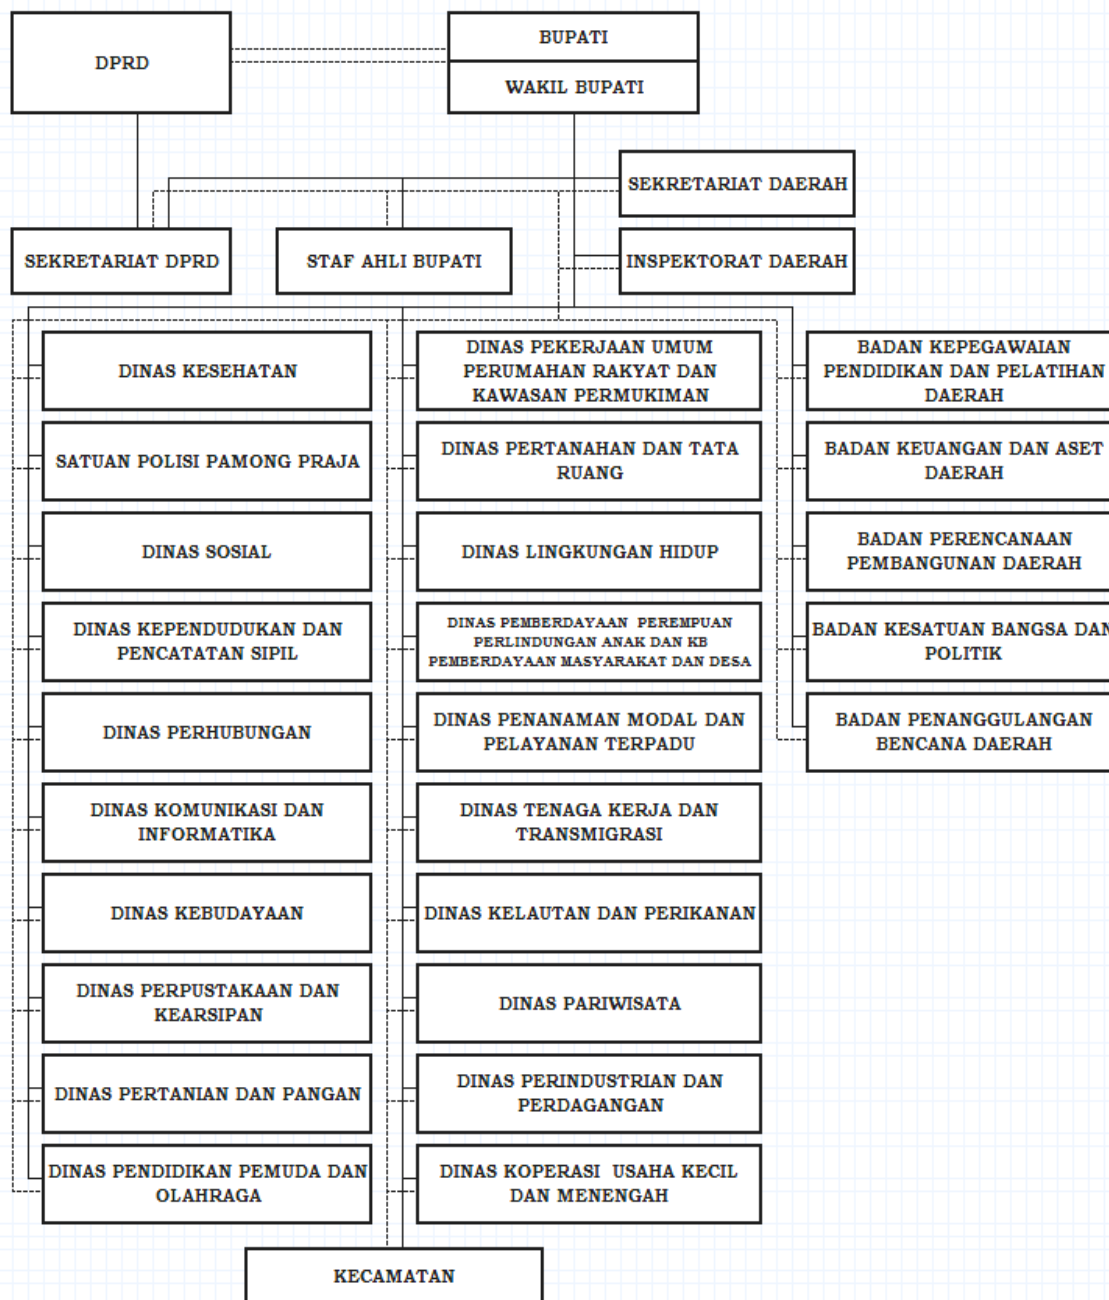 DPRD
BUPATI
WAKIL BUPATI
SEKRETARIAT DAERAH
SEKRETARIAT DPRD
STAF AHLI BUPATI
INSPEKTORAT DAERAH
DINAS KESEHATAN
SATUAN POLISI PAMONG PRAJA
DINAS SOSIAL
DINAS KEPENDUDUKAN DAN
PENCATATAN SIPIL
DINAS PERHUBUNGAN
DINAS KOMUNIKASI DAN
INFORMATIKA
DINAS KEBUDAYAAN
DINAS PERPUSTAKAAN DAN
KEARSIPAN
DINAS PERTANIAN DAN PANGAN
DINAS PENDIDIKAN PEMUDA DAN
OLAHRAGA
DINAS PEKERJAAN UMUM
PERUMAHAN RAKYAT DAN
KAWASAN PERMUKIMAN
DINAS PERTANAHAN DAN TATA
RUANG
DINAS LINGKUNGAN HIDUP
DINAS PEMBERDAYAAN PEREMPUAN
PERLINDUNGAN ANAK DAN KB
PEMBERDAYAAN MASYARAKAT DAN DESA
DINAS PENANAMAN MODAL DAN
PELAYANAN TERPADU
DINAS TENAGA KERJA DAN
TRANSMIGRASI
DINAS KELAUTAN DAN PERIKANAN
DINAS PARIWISATA
DINAS PERINDUSTRIAN DAN
PERDAGANGAN
DINAS KOPERASI USAHA KECIL
DAN MENENGAH
BADAN KEPEGAWAIAN
PENDIDIKAN DAN PELATIHAN
DAERAH
BADAN KEUANGAN DAN ASET
DAERAH
BADAN PERENCANAAN
PEMBANGUNAN DAERAH
BADAN KESATUAN BANGSA DAN
POLITIK
BADAN PENANGGULANGAN
BENCANA DAERAH
KECAMATAN